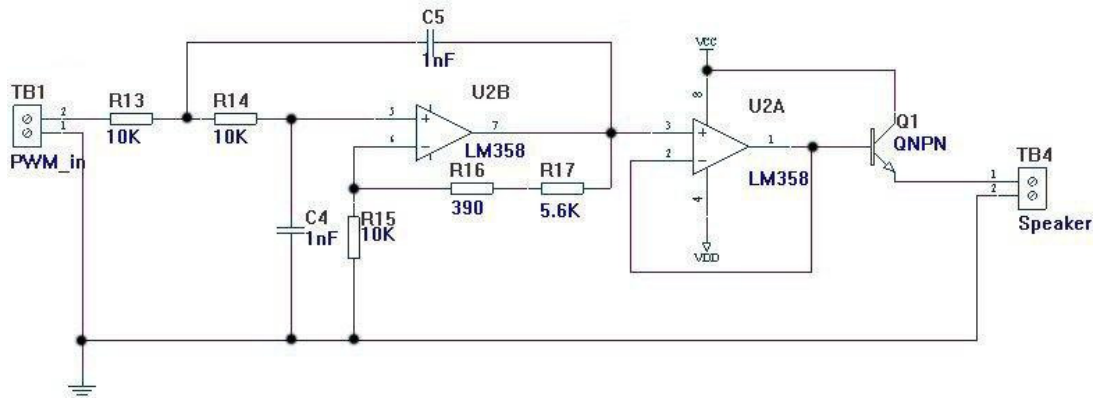 C5
1nF
TB1
2
1
PWM_in
R13
10K
R14
10K
U2B
5
6
7
LM358
R16
390
R17
5.6K
C4
1nF
R15
10K
VCC
8
U2A
3
2
1
LM358
4
VDD
Q1
QNPN
TB4
1
2
Speaker